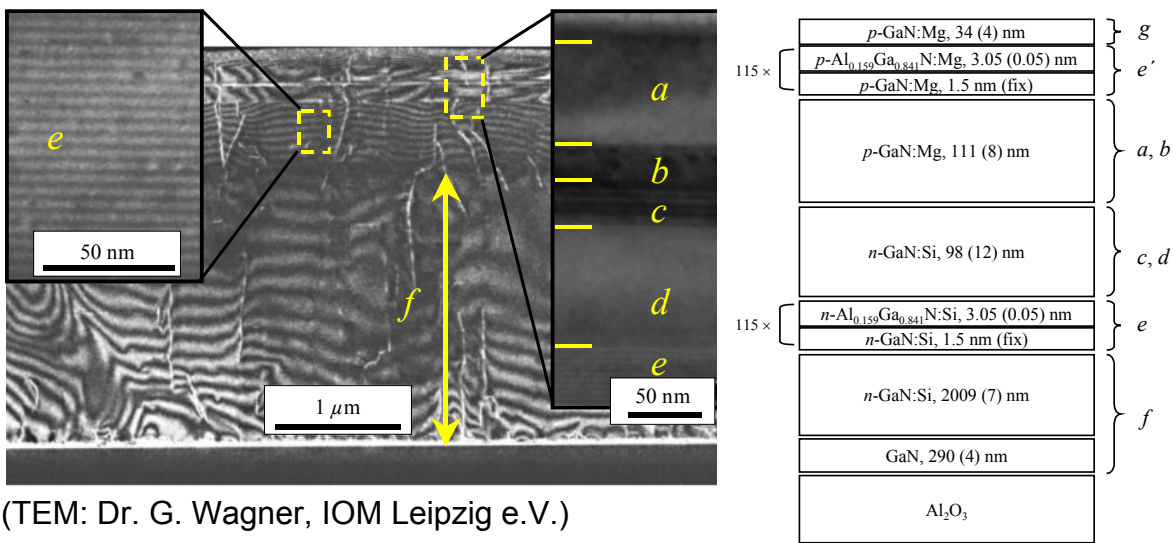 e
50 nm
f
1 µm
a
b
c
d
e
50 nm
(TEM: Dr. G. Wagner, IOM Leipzig e.V.)
p-GaN:Mg, 34 (4) nm
g
115 ×
p-Al0.159Ga0.841N:Mg, 3.05 (0.05) nm
p-GaN:Mg, 1.5 nm (fix)
e´
p-GaN:Mg, 111 (8) nm
a, b
n-GaN:Si, 98 (12) nm
c, d
115 ×
n-Al0.159Ga0.841N:Si, 3.05 (0.05) nm
n-GaN:Si, 1.5 nm (fix)
e
n-GaN:Si, 2009 (7) nm
GaN, 290 (4) nm
f
Al2O3